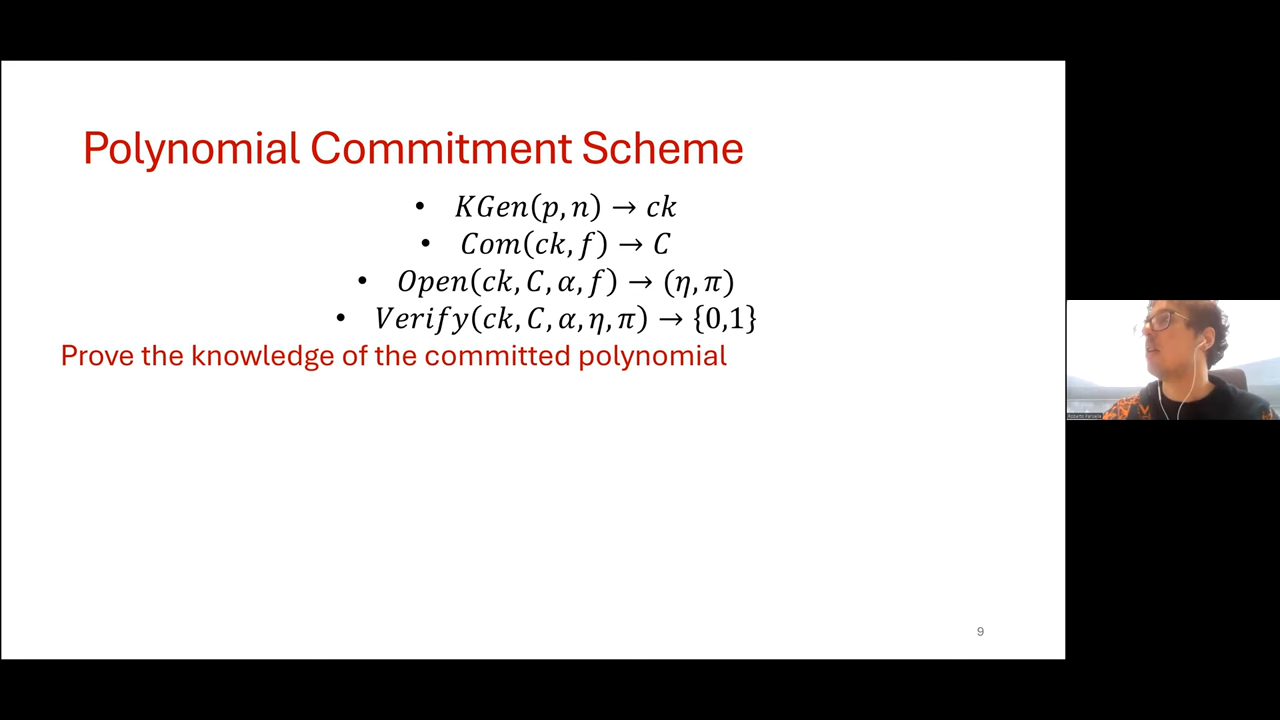 Polynomial Commitment Scheme
• KGen(p, n) → ck
• Com(ck, f) → C
• Open(ck, C, α, f) → (η, π)
• Verify(ck, C, α, η, π) → {0,1}
Prove the knowledge of the committed polynomial
9